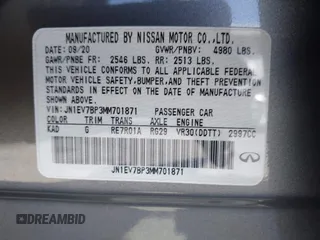 MANUFACTURED BY NISSAN MOTOR CO., LTD.
DATE: 08/20 GVWR/PNBV: 4980 LBS.
GAWR/PNBE FR: 2546 LBS. RR: 2513 LBS.
THIS VEHICLE CONFORMS TO ALL APPLICABLE FEDERAL
MOTOR VEHICLE SAFETY, BUMPER, AND THEFT
PREVENTION STANDARDS IN EFFECT ON THE DATE OF
MANUFACTURE SHOWN ABOVE.
VIN: JN1EV7BP3MM701871 PASSENGER CAR
COLOR TRIM TRANS AXLE ENGINE
KAD G RE7R01A RG29 VR30(DDTT) 2997CC
JN1EV7BP3MM701871
INFINITI
DREAMBID